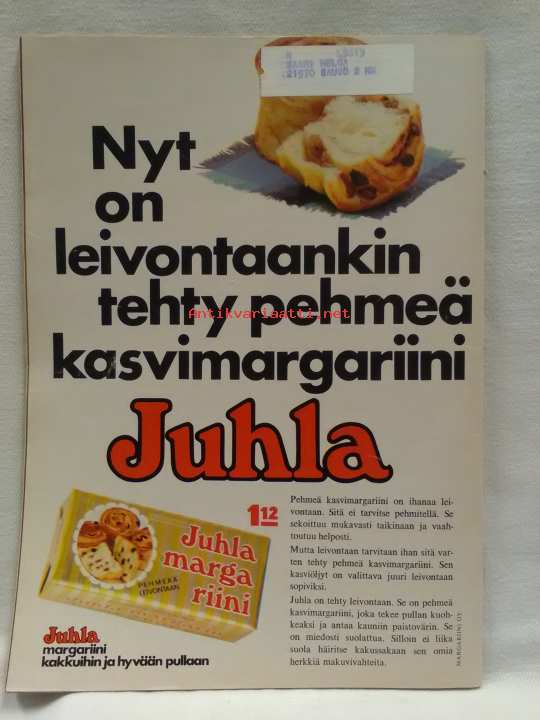 Nyt
on
leivontaankin
tehty pehmeä
Antikvariaatti.net
kasvimargariini
Juhla
1 12
Juhla
marga
riini
PEHMEÄÄ
LEIVONTAAN
Juhla
margariini
kakkuihin ja hyvään pullaan
Pehmeä kasvimargariini on ihanaa lei-
vontaan. Sitä ei tarvitse pehmitellä. Se
sekoittuu mukavasti taikinaan ja vaah-
toutuu helposti.
Mutta leivontaan tarvitaan ihan sitä var-
ten tehty pehmeä kasvimargariini. Sen
kasviöljyt on valittava juuri leivontaan
sopiviksi.
Juhla on tehty leivontaan. Se on pehmeä
kasvimargariini, joka tekee pullan kuoh-
keaksi ja antaa kauniin paistovärin. Se
on miedosti suolattua. Silloin ei liika
suola häiritse kakussakaan sen omia
herkkiä makuvivahteita.
MARGARIINI OY